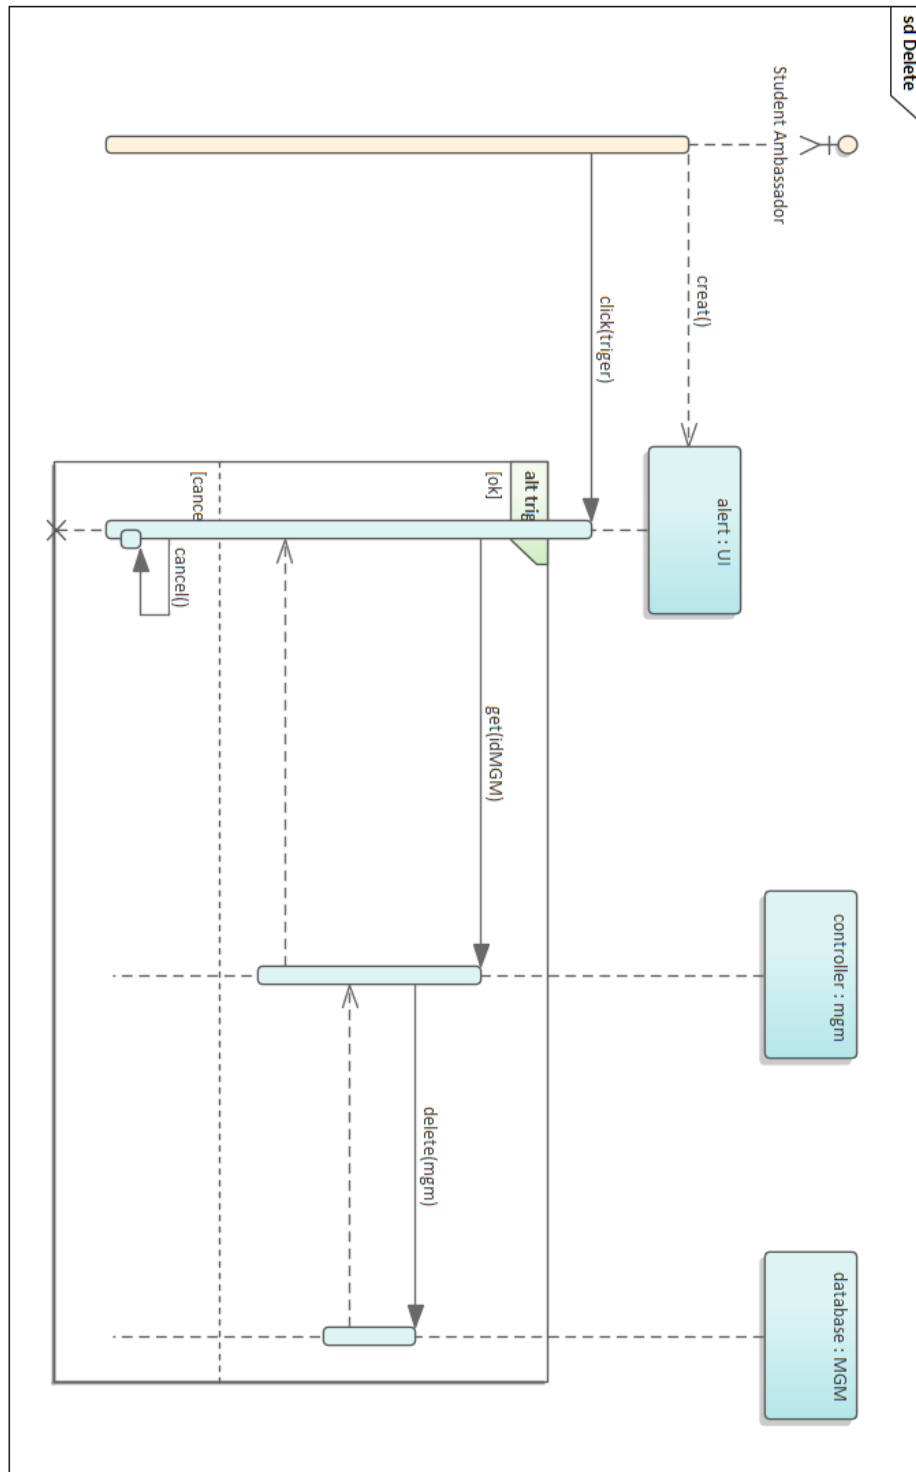 sd Delete
Student Ambassador
creat()
alert : UI
controller : mgm
database : MGM
click(triger)
alt trig
[ok]
get(idMGM)
delete(mgm)
[cance
cancel()